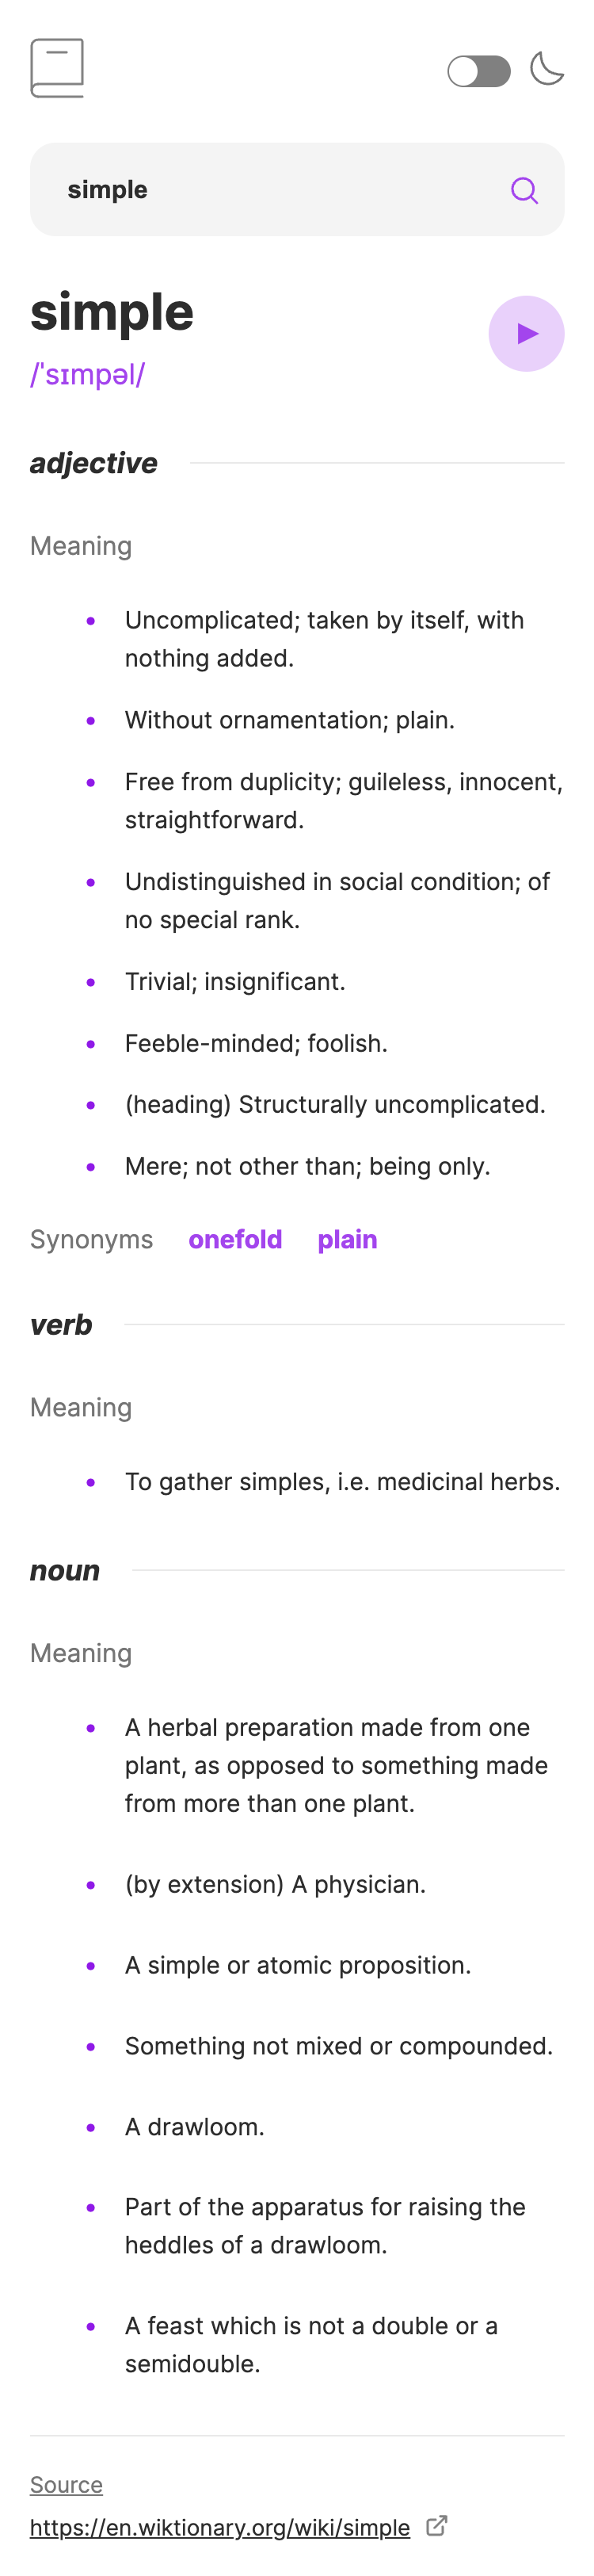 simple
simple
/ˈsɪmpəl/
adjective
Meaning
Uncomplicated; taken by itself, with
nothing added.
Without ornamentation; plain.
Free from duplicity; guileless, innocent,
straightforward.
Undistinguished in social condition; of
no special rank.
Trivial; insignificant.
Feeble-minded; foolish.
(heading) Structurally uncomplicated.
Mere; not other than; being only.
Synonyms onefold plain
verb
Meaning
To gather simples, i.e. medicinal herbs.
noun
Meaning
A herbal preparation made from one
plant, as opposed to something made
from more than one plant.
(by extension) A physician.
A simple or atomic proposition.
Something not mixed or compounded.
A drawloom.
Part of the apparatus for raising the
heddles of a drawloom.
A feast which is not a double or a
semidouble.
Source
https://en.wiktionary.org/wiki/simple